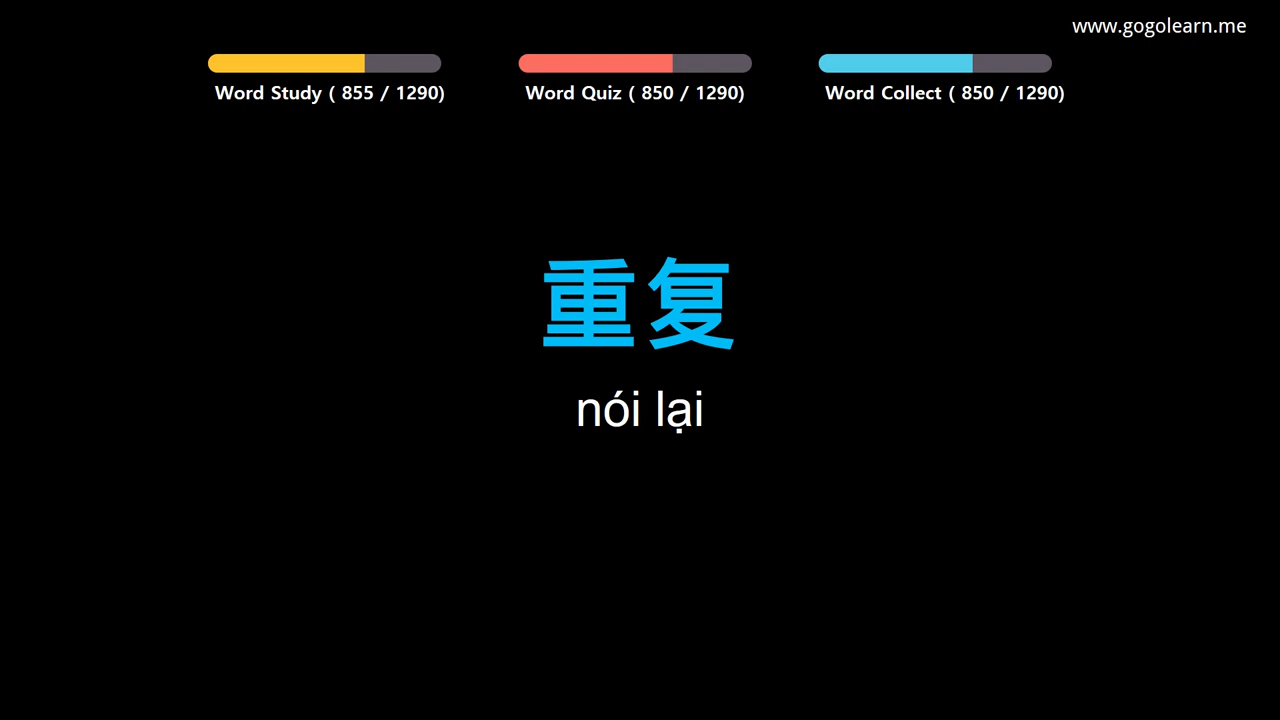 www.gogolearn.me
Word Study ( 855 / 1290)
Word Quiz ( 850 / 1290)
Word Collect ( 850 / 1290)
重复
nói lại